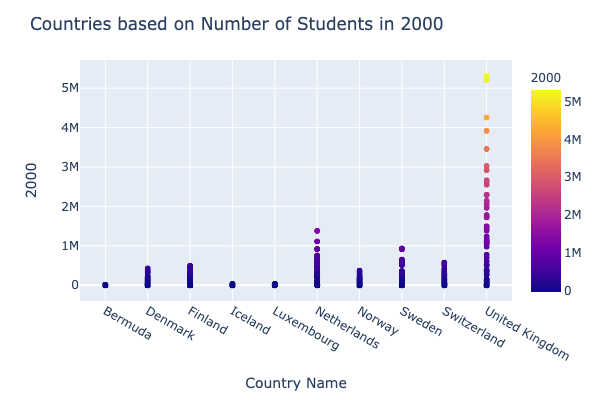 Countries based on Number of Students in 2000
2000
5M
4M
3M
2M
1M
0
2000
5M
4M
3M
2M
1M
0
Bermuda
Denmark
Finland
Iceland
Luxembourg
Netherlands
Norway
Sweden
Switzerland
United Kingdom
Country Name